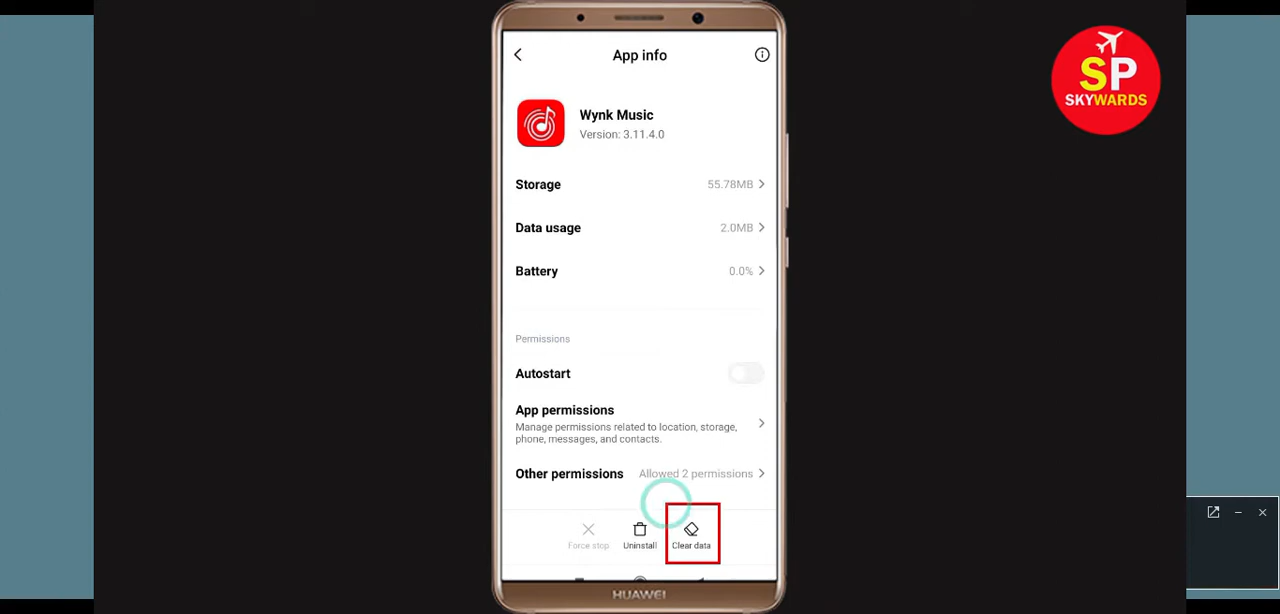 App info
SP
SKYWARDS
Wynk Music
Version: 3.11.4.0
Storage 55.78MB
Data usage 2.0MB
Battery 0.0%
Permissions
Autostart
App permissions
Manage permissions related to location, storage,
phone, messages, and contacts.
Other permissions Allowed 2 permissions
Force stop Uninstall Clear data
HUAWEI